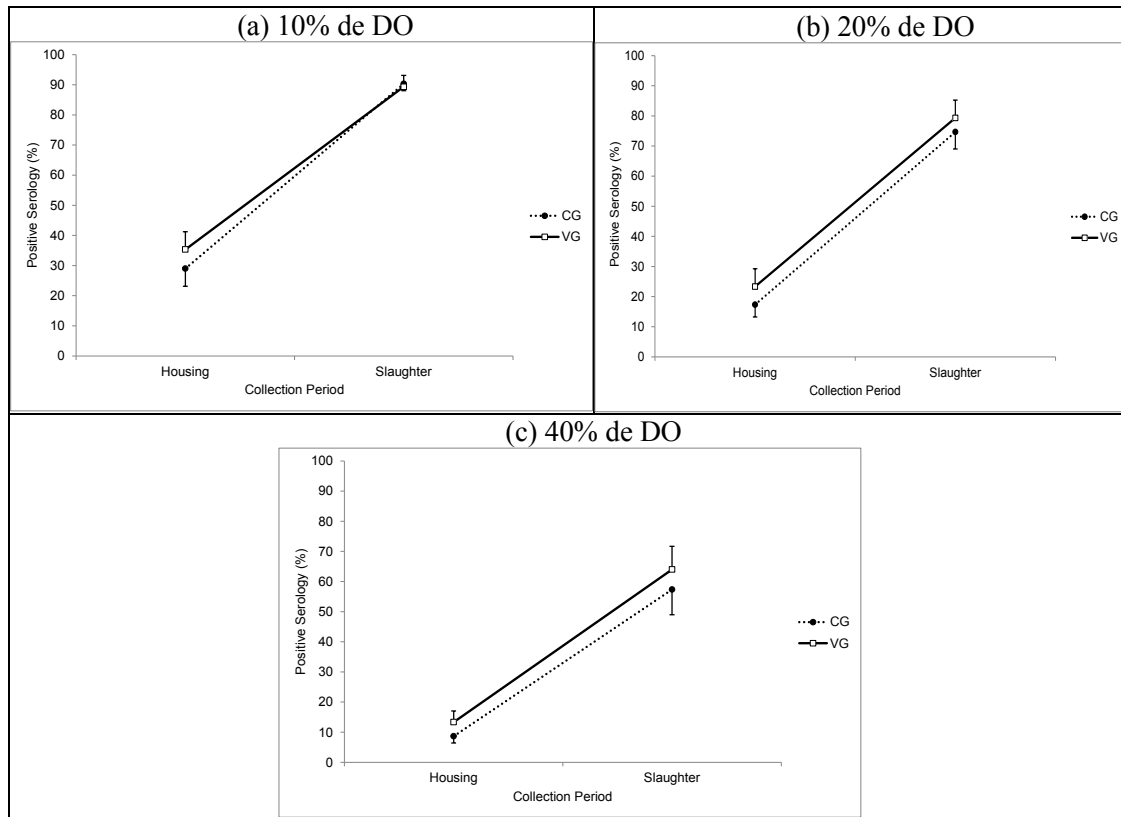 (a) 10% de DO
100
90
80
70
60
50
40
30
20
10
0
Positive Serology (%)
Housing Slaughter
Collection Period
CG
VG
(b) 20% de DO
100
90
80
70
60
50
40
30
20
10
0
Positive Serology (%)
Housing Slaughter
Collection Period
CG
VG
(c) 40% de DO
100
90
80
70
60
50
40
30
20
10
0
Positive Serology (%)
Housing Slaughter
Collection Period
CG
VG